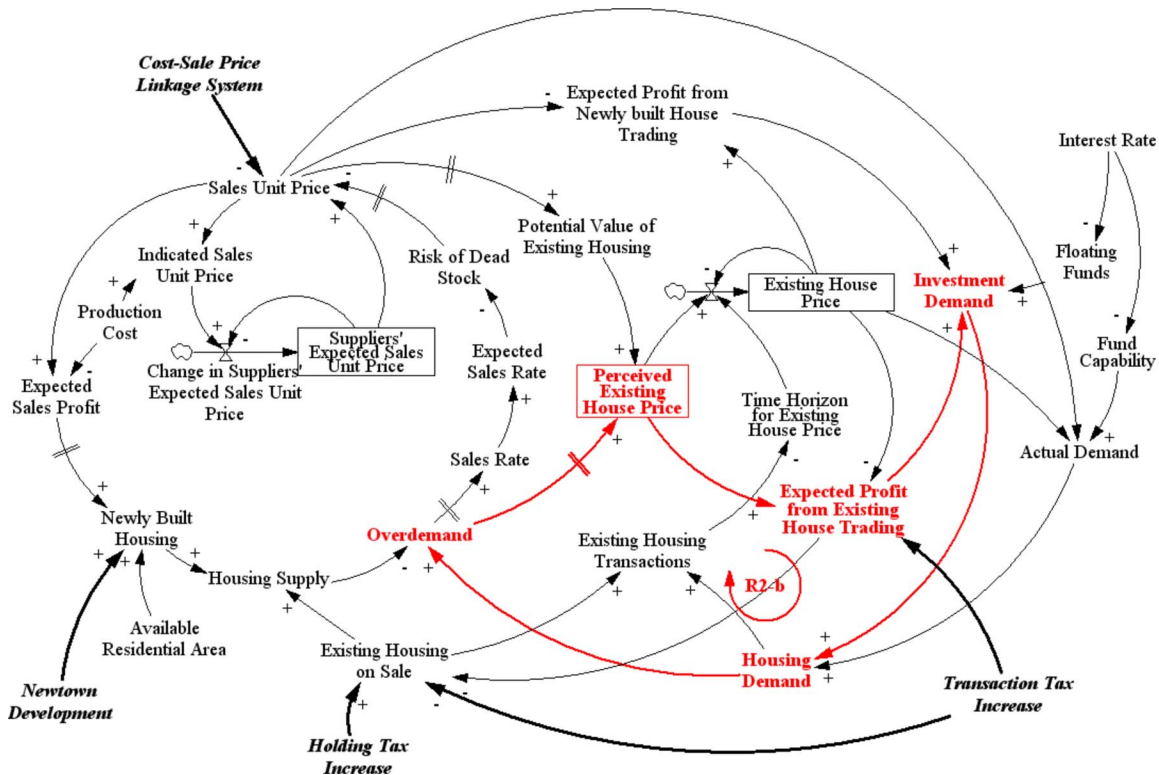 Cost-Sale Price
Linkage System
Expected Profit from
Newly built House
Trading
Interest Rate
Sales Unit Price
Potential Value of
Existing Housing
Indicated Sales
Unit Price
Risk of Dead
Stock
Floating
Funds
Existing House
Price
Investment
Demand
Production
Cost
Suppliers'
Expected Sales
Unit Price
Change in Suppliers'
Expected Sales Unit
Price
Expected
Sales Rate
Fund
Capability
Expected
Sales Profit
Perceived
Existing
House Price
Time Horizon
for Existing
House Price
Sales Rate
Actual Demand
Expected Profit
from Existing
House Trading
Newly Built
Housing
Overdemand
Existing Housing
Transactions
Housing Supply
R2-b
Available
Residential Area
Existing Housing
on Sale
Housing
Demand
Newtown
Development
Transaction Tax
Increase
Holding Tax
Increase